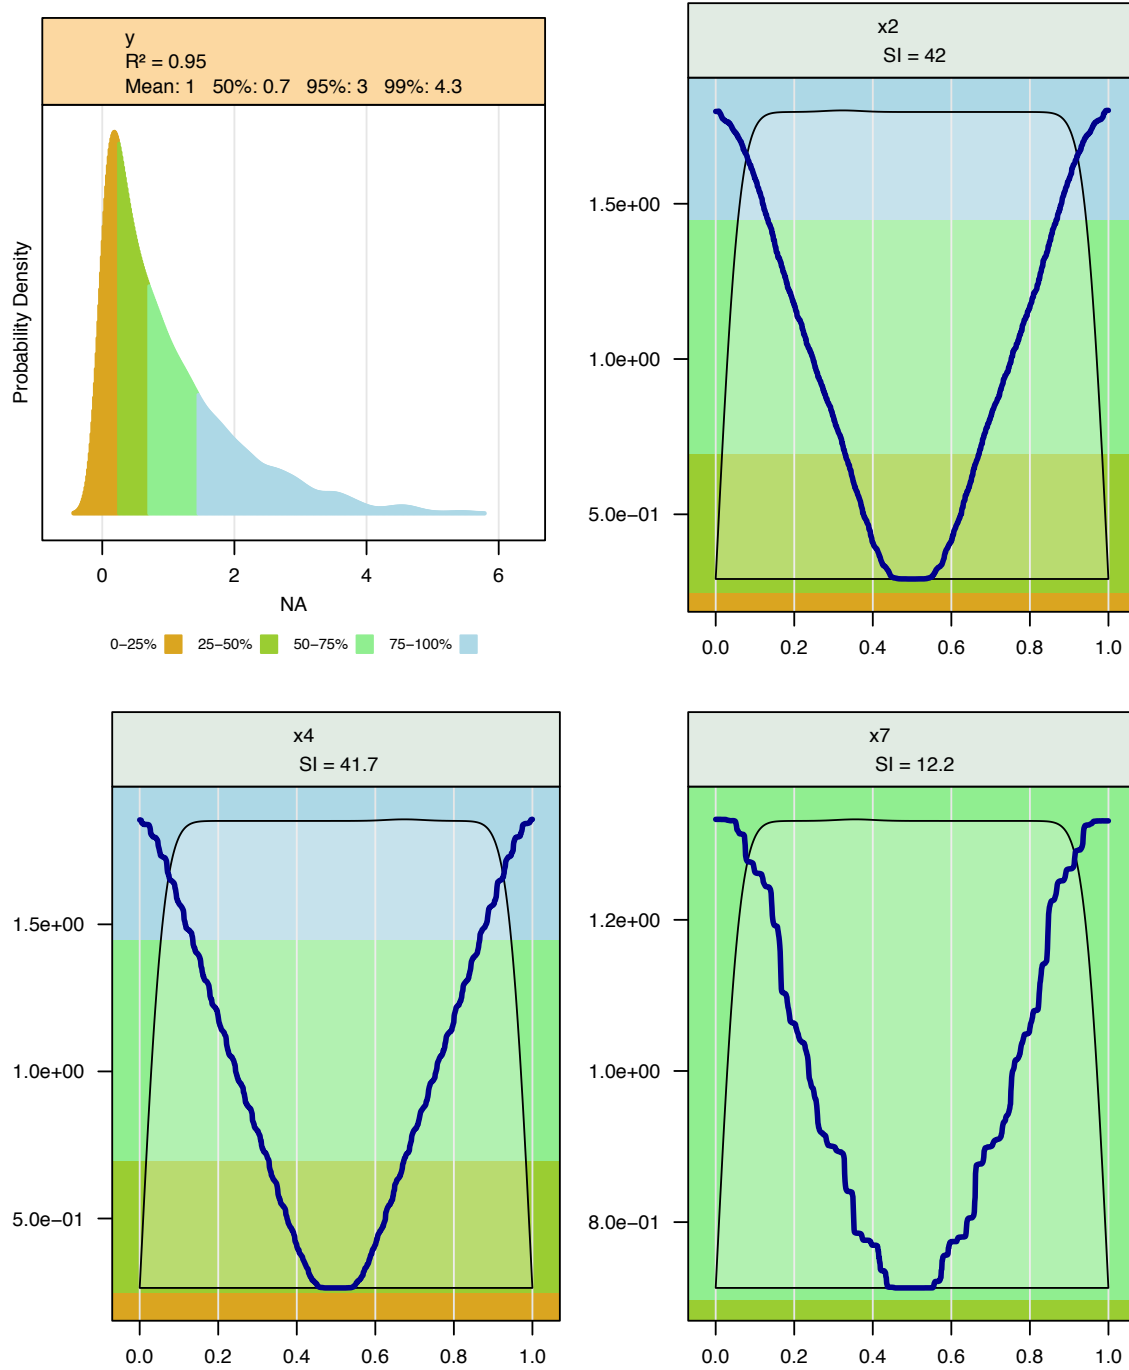 y
R² = 0.95
Mean: 1 50%: 0.7 95%: 3 99%: 4.3
Probability Density
0 2 4 6
NA
0−25% 25−50% 50−75% 75−100%
x2
SI = 42
1.5e+00
1.0e+00
5.0e−01
0.0 0.2 0.4 0.6 0.8 1.0
x4
SI = 41.7
1.5e+00
1.0e+00
5.0e−01
0.0 0.2 0.4 0.6 0.8 1.0
x7
SI = 12.2
1.2e+00
1.0e+00
8.0e−01
0.0 0.2 0.4 0.6 0.8 1.0